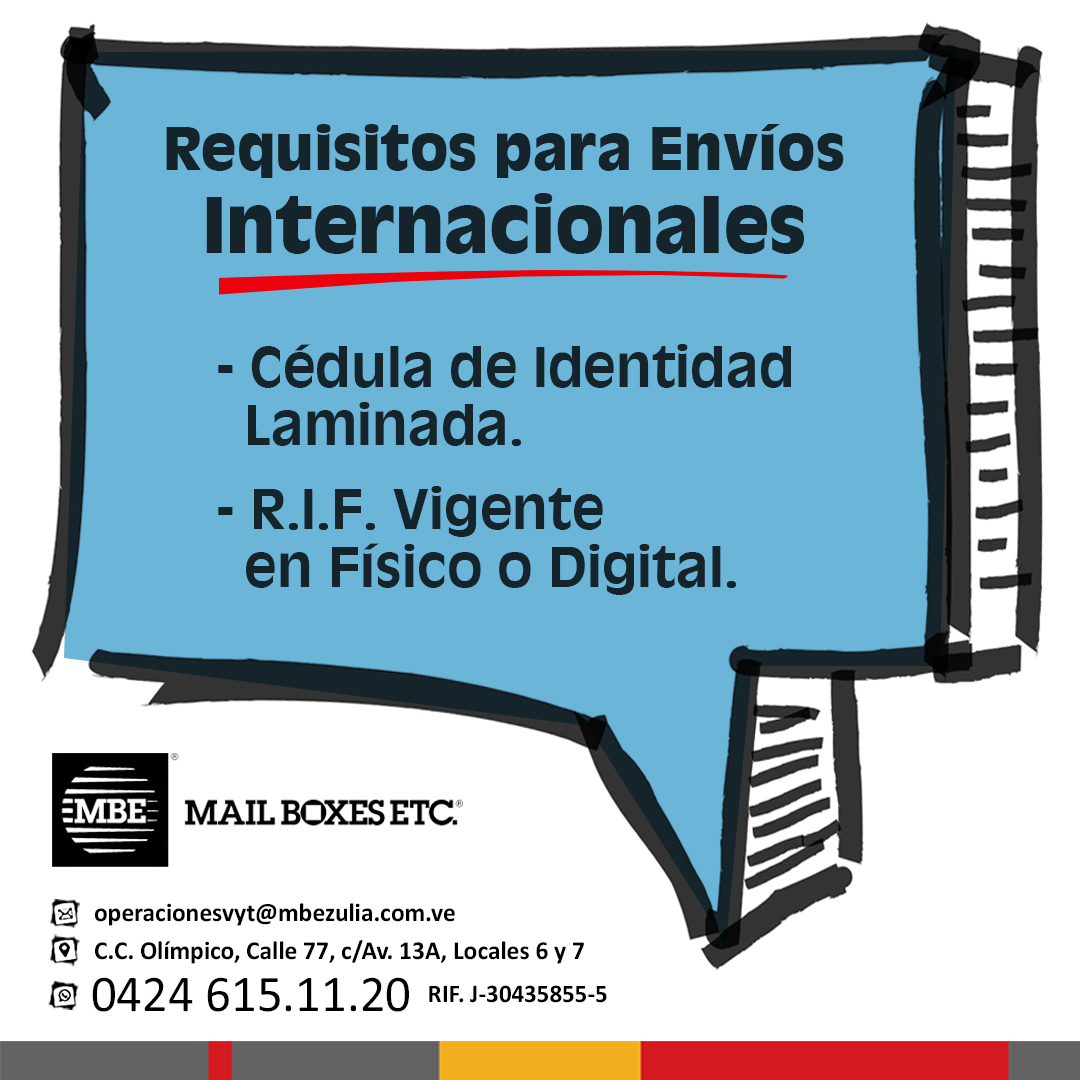 Requisitos para Envíos
Internacionales
- Cédula de Identidad
Laminada.
- R.I.F. Vigente
en Físico o Digital.
MBE®
MAIL BOXES ETC.®
operacionesvyt@mbezulia.com.ve
C.C. Olímpico, Calle 77, c/Av. 13A, Locales 6 y 7
0424 615.11.20 RIF. J-30435855-5